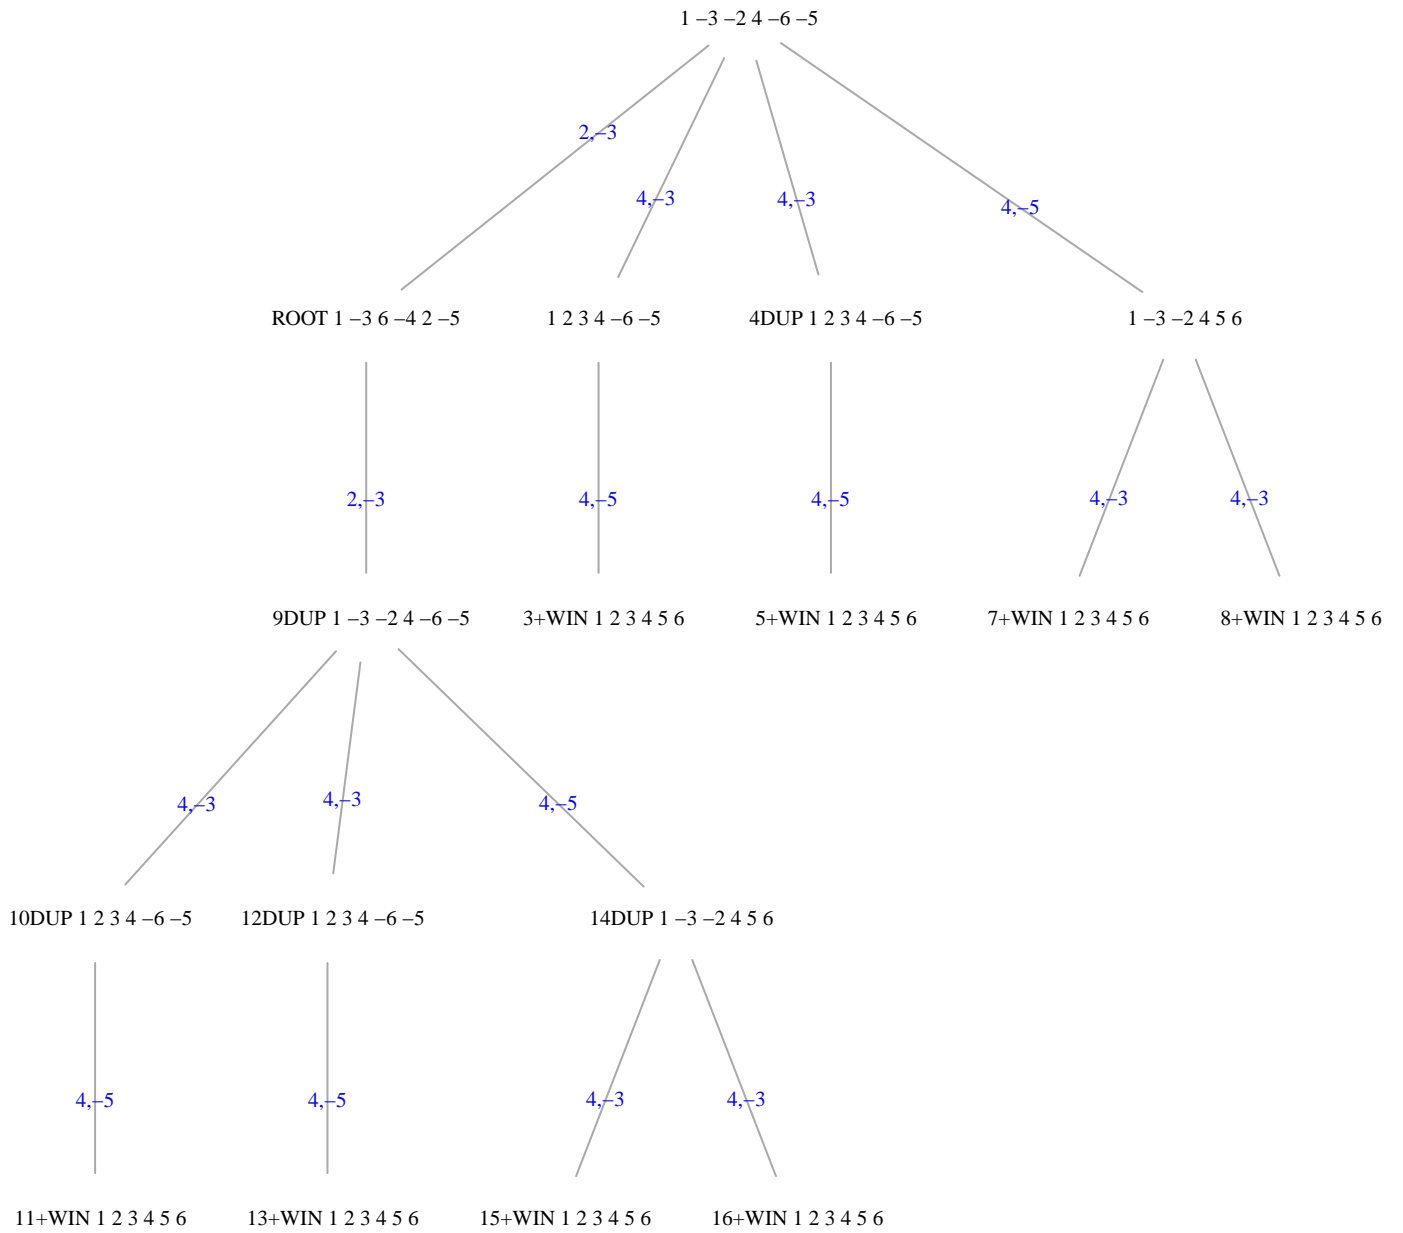 1 –3 –2 4 –6 –5
2,–3
4,–3
4,–3
4,–5
ROOT 1 –3 6 –4 2 –5
1 2 3 4 –6 –5
4DUP 1 2 3 4 –6 –5
1 –3 –2 4 5 6
2,–3
4,–5
4,–5
4,–3
4,–3
9DUP 1 –3 –2 4 –6 –5
3+WIN 1 2 3 4 5 6
5+WIN 1 2 3 4 5 6
7+WIN 1 2 3 4 5 6
8+WIN 1 2 3 4 5 6
4,–3
4,–3
4,–5
10DUP 1 2 3 4 –6 –5
12DUP 1 2 3 4 –6 –5
14DUP 1 –3 –2 4 5 6
4,–5
4,–5
4,–3
4,–3
11+WIN 1 2 3 4 5 6
13+WIN 1 2 3 4 5 6
15+WIN 1 2 3 4 5 6
16+WIN 1 2 3 4 5 6